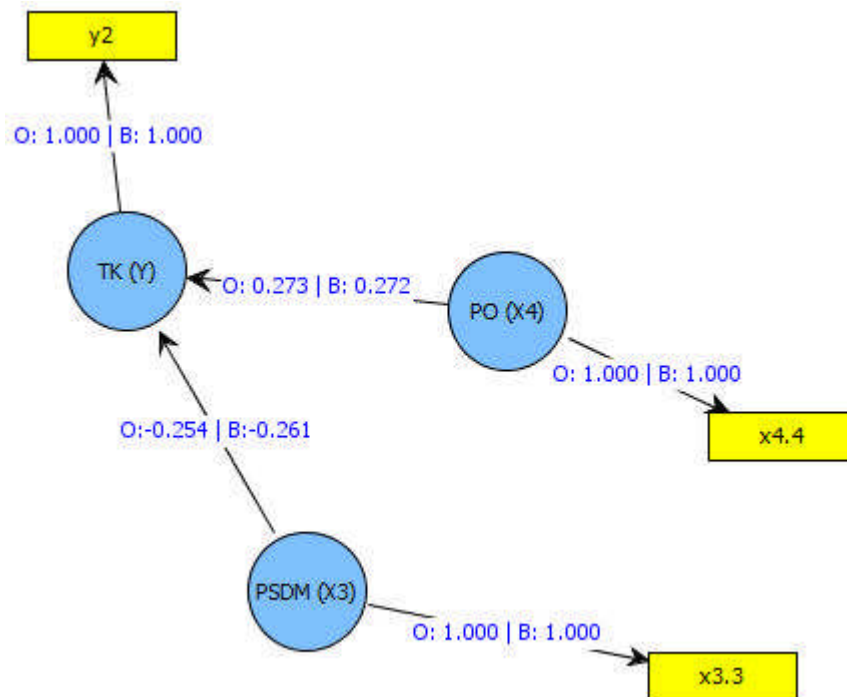 y2
O: 1.000 | B: 1.000
TK (Y)
O: 0.273 | B: 0.272
PO (X4)
O: 1.000 | B: 1.000
x4.4
O:-0.254 | B:-0.261
PSDM (X3)
O: 1.000 | B: 1.000
x3.3